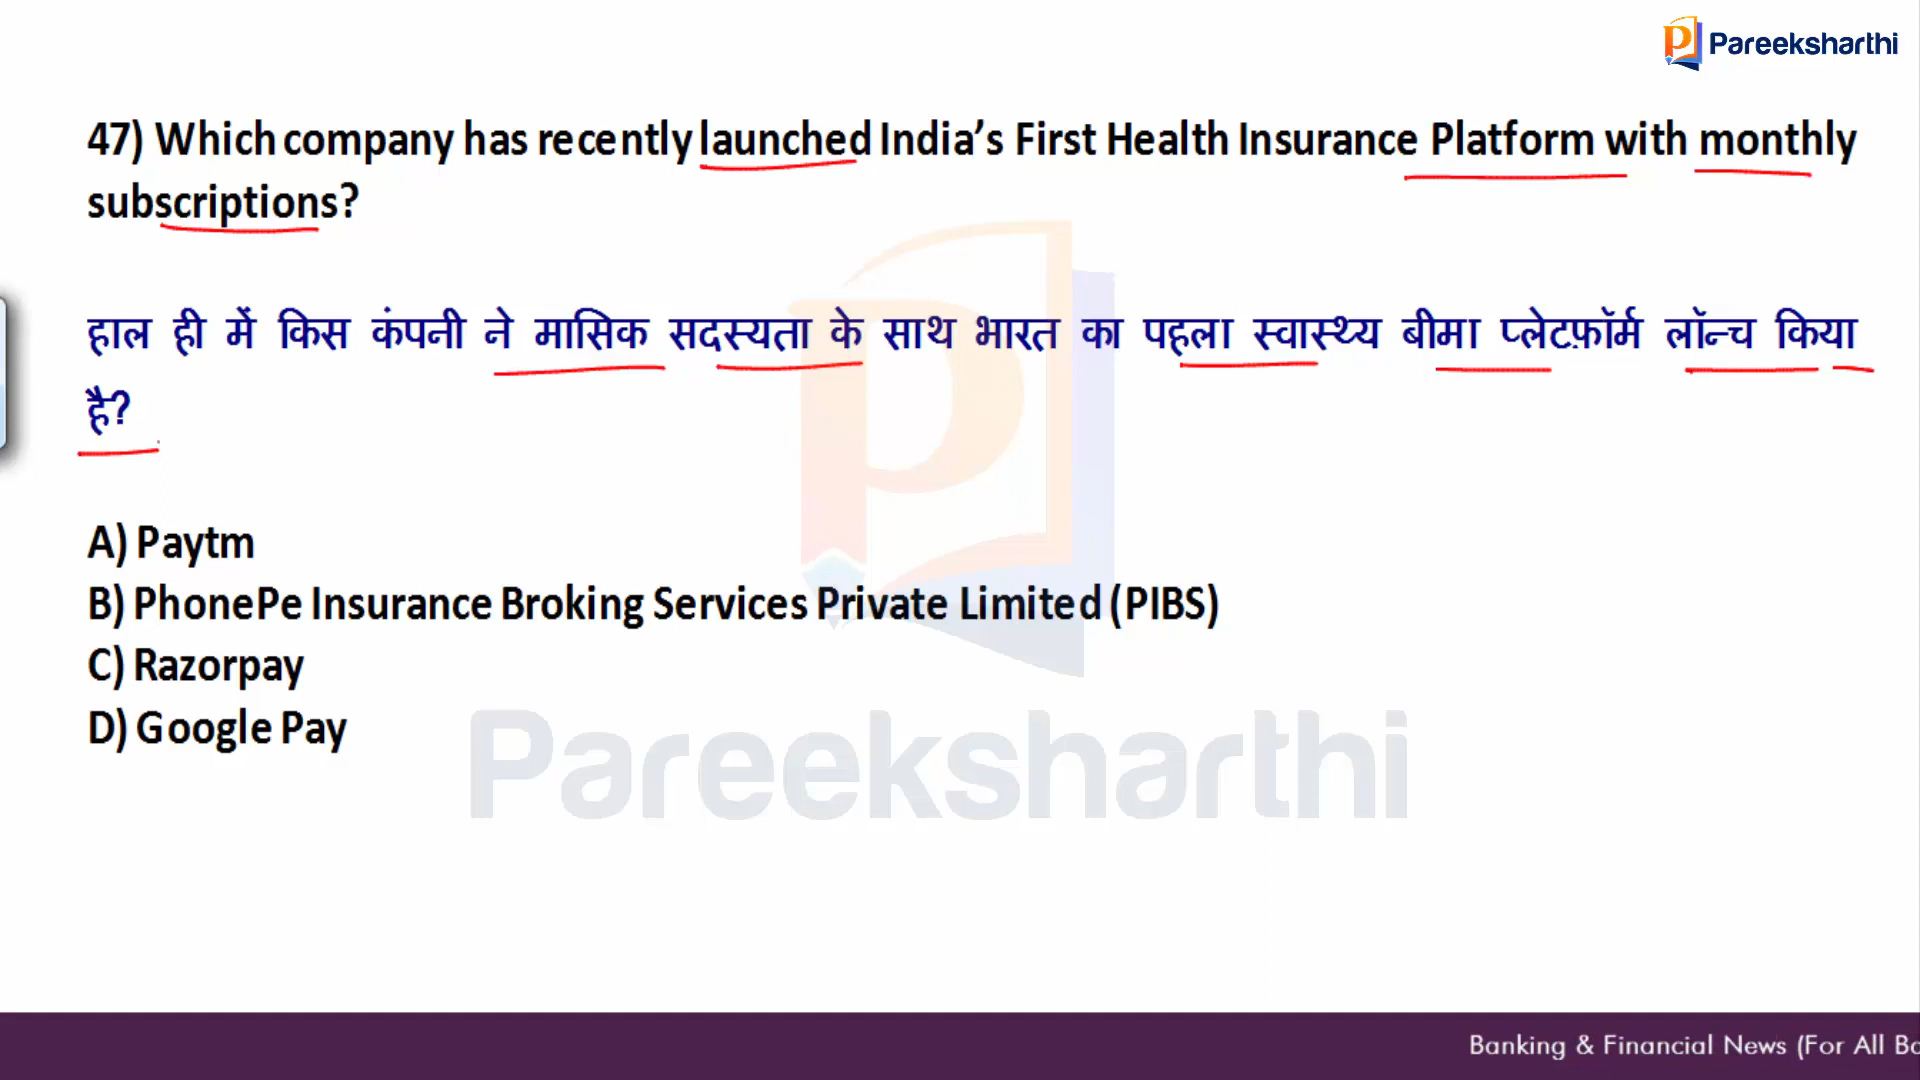 Pareeksharthi
47) Which company has recently launched India’s First Health Insurance Platform with monthly
subscriptions?
हाल ही में किस कंपनी ने मासिक सदस्यता के साथ भारत का पहला स्वास्थ्य बीमा प्लेटफ़ॉर्म लॉन्च किया
है?
A) Paytm
B) PhonePe Insurance Broking Services Private Limited (PIBS)
C) Razorpay
D) Google Pay
Pareeksharthi
Banking & Financial News (For All Ba